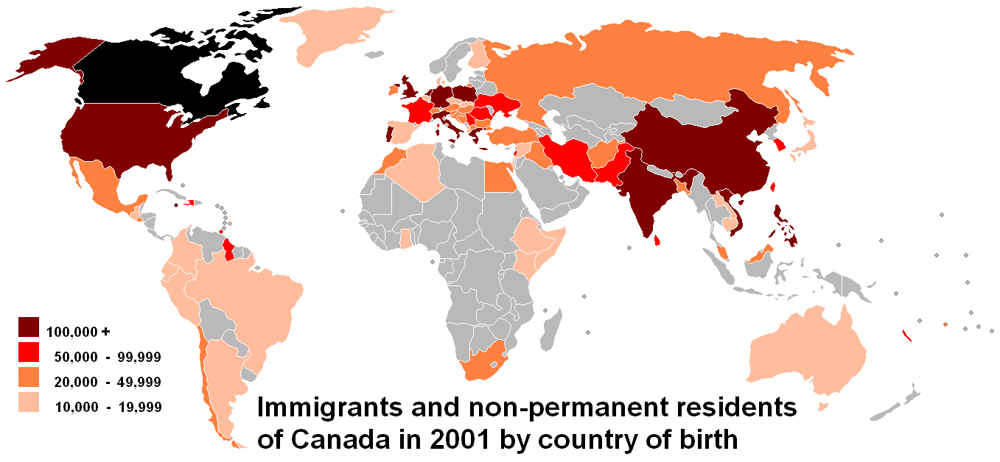 100,000 +
50,000 - 99,999
20,000 - 49,999
10,000 - 19,999
Immigrants and non-permanent residents
of Canada in 2001 by country of birth